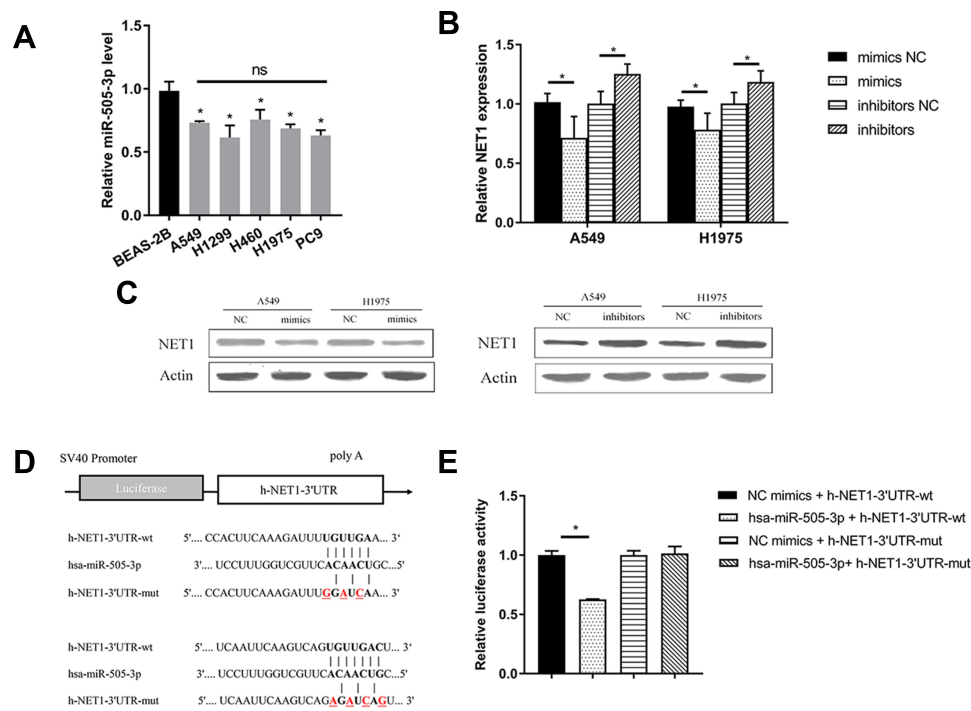 A
Relative miR-505-3p level
1.5
1.0
0.5
0.0
ns
* * * * *
BEAS-2B A549 H1299 H460 H1975 PC9
B
Relative NET1 expression
1.5
1.0
0.5
0.0
* * * *
A549 H1975
mimics NC
mimics
inhibitors NC
inhibitors
C
A549 H1975
NC mimics NC mimics
NET1
Actin
A549 H1975
NC inhibitors NC inhibitors
NET1
Actin
D
SV40 Promoter poly A
Luciferase h-NET1-3'UTR
h-NET1-3'UTR-wt 5'.... CCACUUCAAAGAUUUUGUUGAA... 3'
hsa-miR-505-3p 3'... UCCUUUGGUCGUUCACAACUGC...5'
h-NET1-3'UTR-mut 5'.... CCACUUCAAAGAUUUGGAUCAA... 3'
h-NET1-3'UTR-wt 5'.... UCAAUUCAAGUCAGUGUUGACU... 3'
hsa-miR-505-3p 3'.... UCCUUUGGUCGUUCACAACUGC... 5'
h-NET1-3'UTR-mut 5'.... UCAAUUCAAGUCAGAGAUCAGU... 3'
E
Relative luciferase activity
1.5
1.0
0.5
0.0
*
NC mimics + h-NET1-3'UTR-wt
hsa-miR-505-3p + h-NET1-3'UTR-wt
NC mimics + h-NET1-3'UTR-mut
hsa-miR-505-3p+ h-NET1-3'UTR-mut